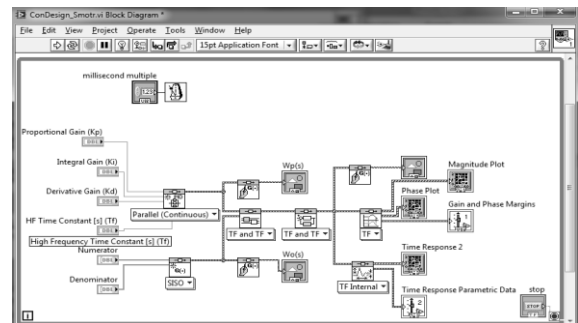 ConDesign_Smotr.vi Block Diagram *
File Edit View Project Operate Tools Window Help
15pt Application Font
millisecond multiple
Proportional Gain (Kp)
Integral Gain (Ki)
Wp(s)
Magnitude Plot
Derivative Gain (Kd)
Phase Plot
Parallel (Continuous)
Gain and Phase Margins
HF Time Constant [s] (Tf)
TF and TF
TF and TF
TF
High Frequency Time Constant [s] (Tf)
Numerator
Wo(s)
Time Response 2
Denominator
SISO
TF Internal
Time Response Parametric Data
stop
STOP